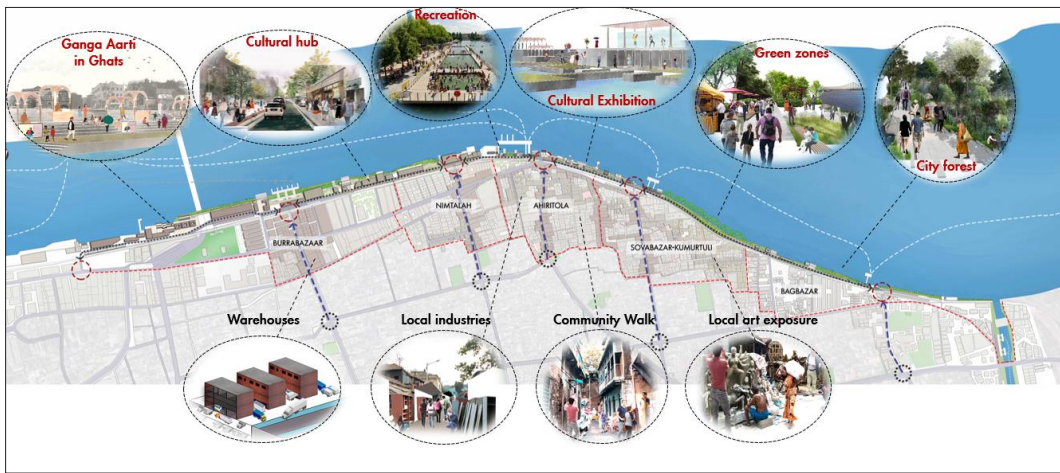 Ganga Aarti
in Ghats
Cultural hub
Recreation
Cultural Exhibition
Green zones
City forest
NIMTALAH
AHIRITOLA
BURRABAZAAR
SOVABAZAR-KUMURTULI
BAGBAZAR
Warehouses
Local industries
Community Walk
Local art exposure